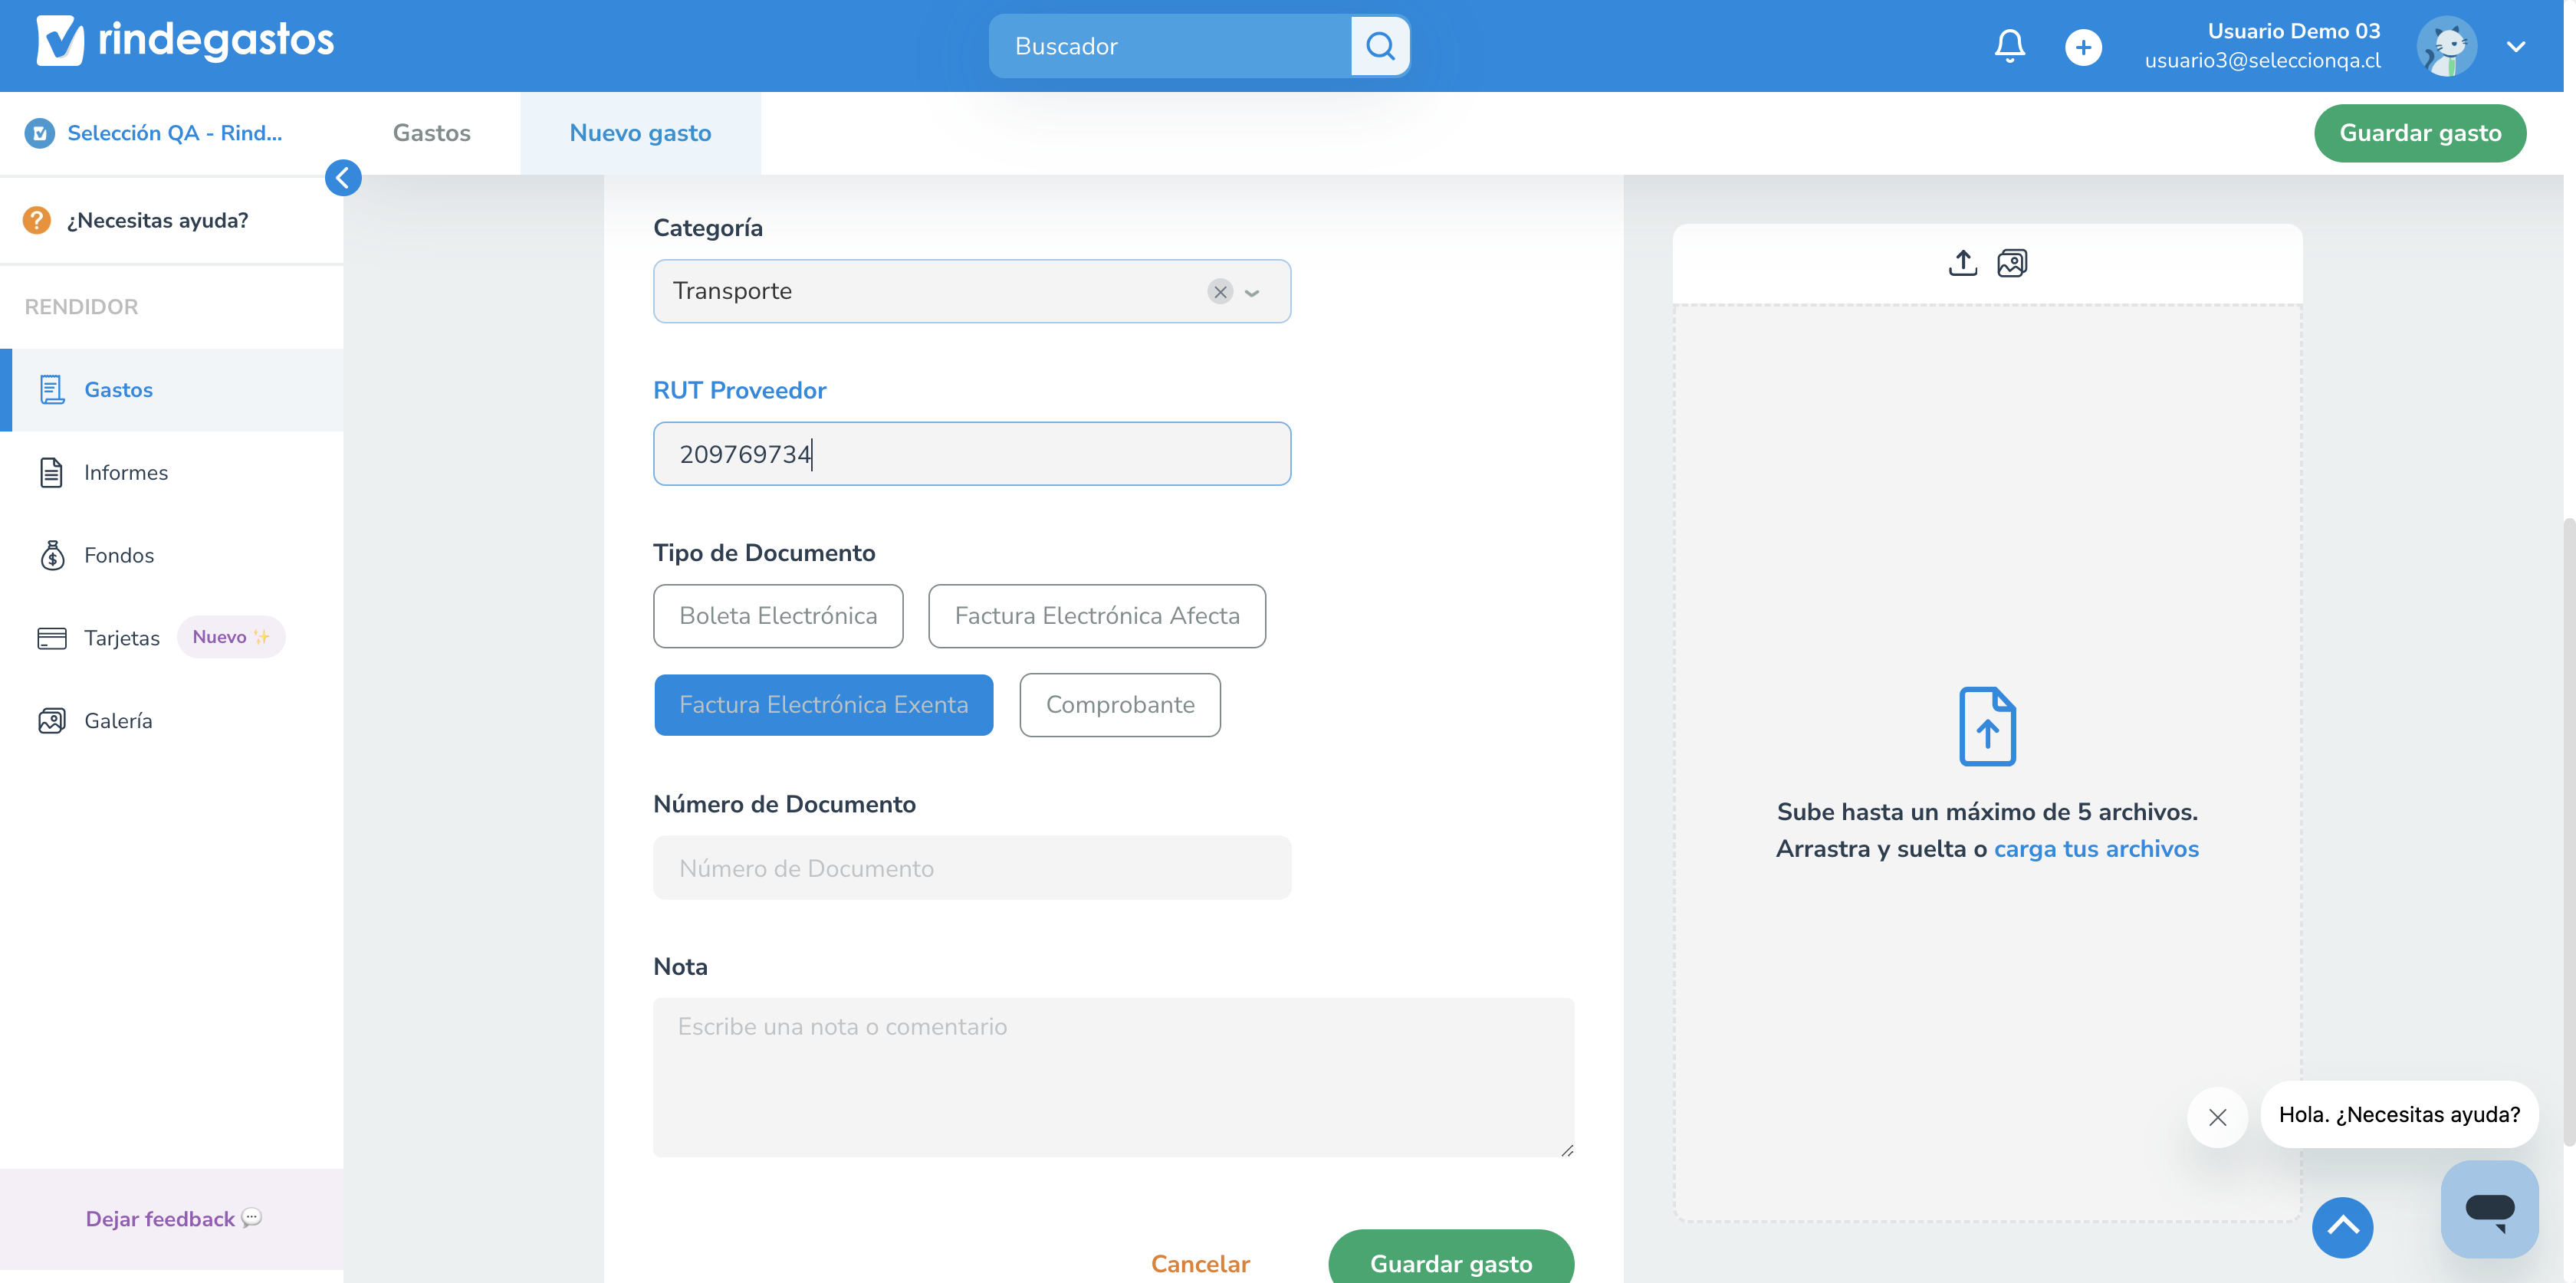 rindegastos
Buscador
Usuario Demo 03
usuario3@seleccionqa.cl
Selección QA - Rind...
Gastos
Nuevo gasto
Guardar gasto
¿Necesitas ayuda?
RENDIDOR
Gastos
Informes
Fondos
Tarjetas
Nuevo ✨
Galería
Dejar feedback 💬
Categoría
Transporte
RUT Proveedor
209769734
Tipo de Documento
Boleta Electrónica
Factura Electrónica Afecta
Factura Electrónica Exenta
Comprobante
Número de Documento
Número de Documento
Nota
Escribe una nota o comentario
Cancelar
Guardar gasto
Sube hasta un máximo de 5 archivos.
Arrastra y suelta o carga tus archivos
Hola. ¿Necesitas ayuda?